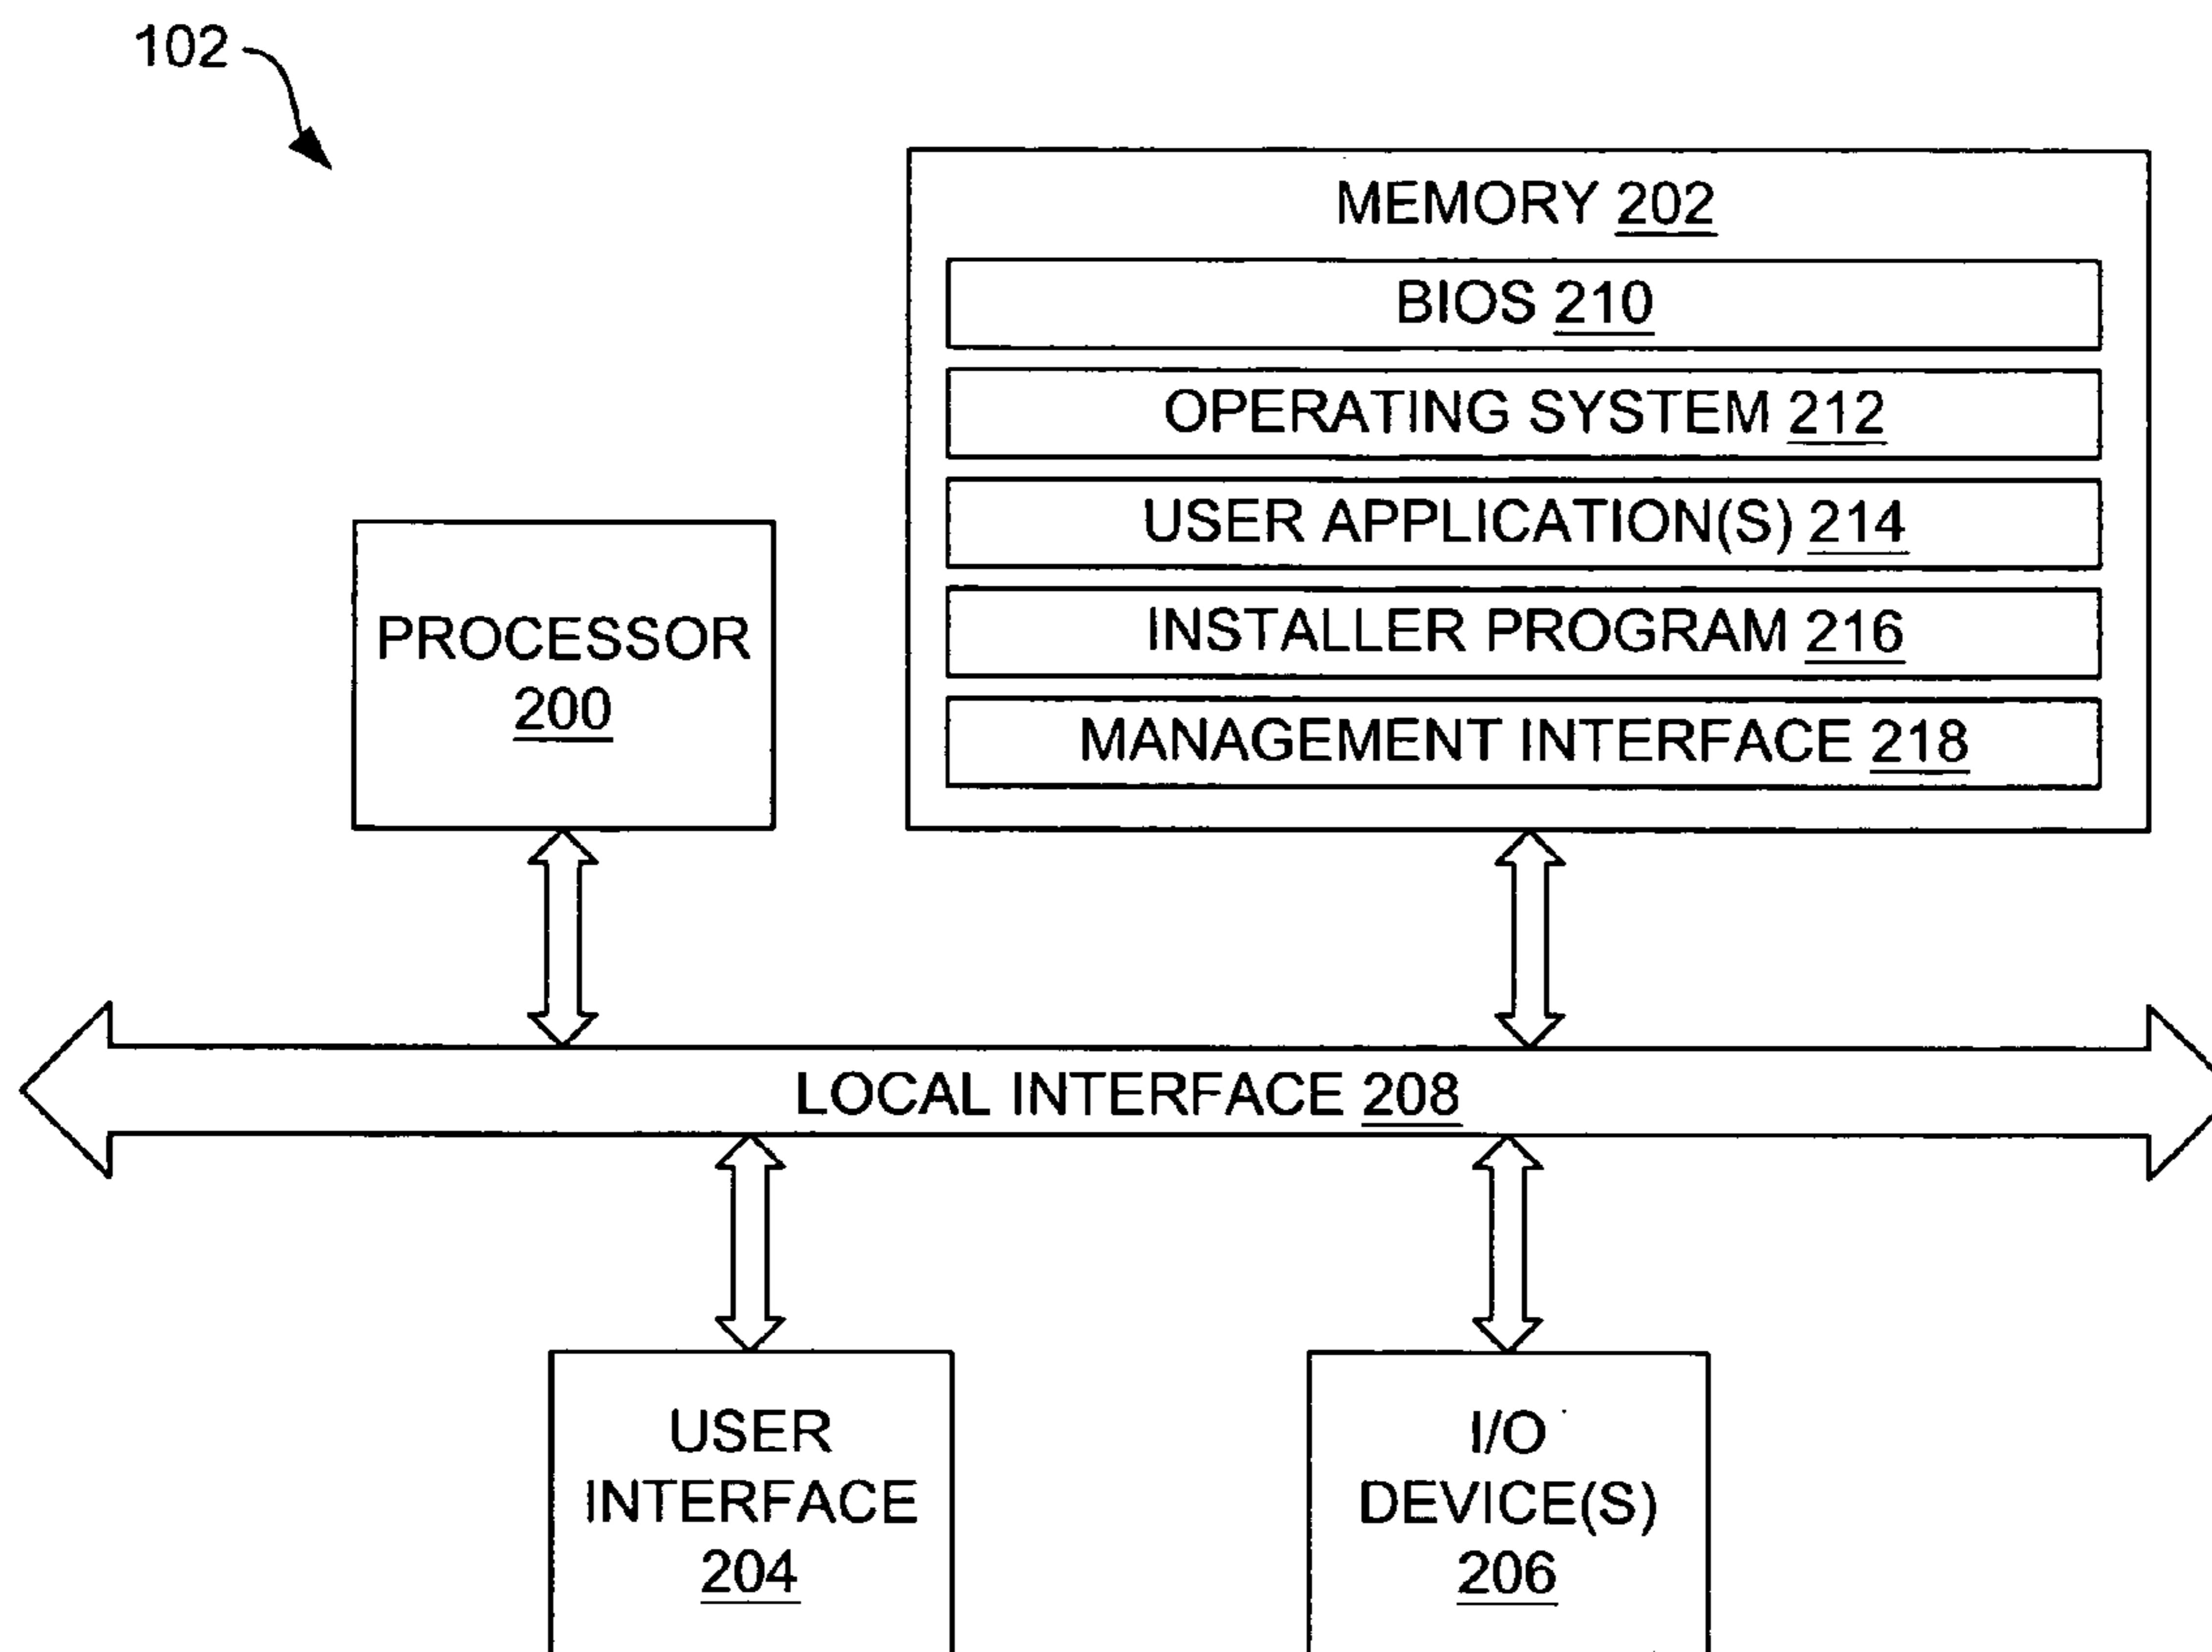 102
MEMORY 202
BIOS 210
OPERATING SYSTEM 212
USER APPLICATION(S) 214
INSTALLER PROGRAM 216
MANAGEMENT INTERFACE 218
PROCESSOR
200
LOCAL INTERFACE 208
USER
INTERFACE
204
I/O
DEVICE(S)
206